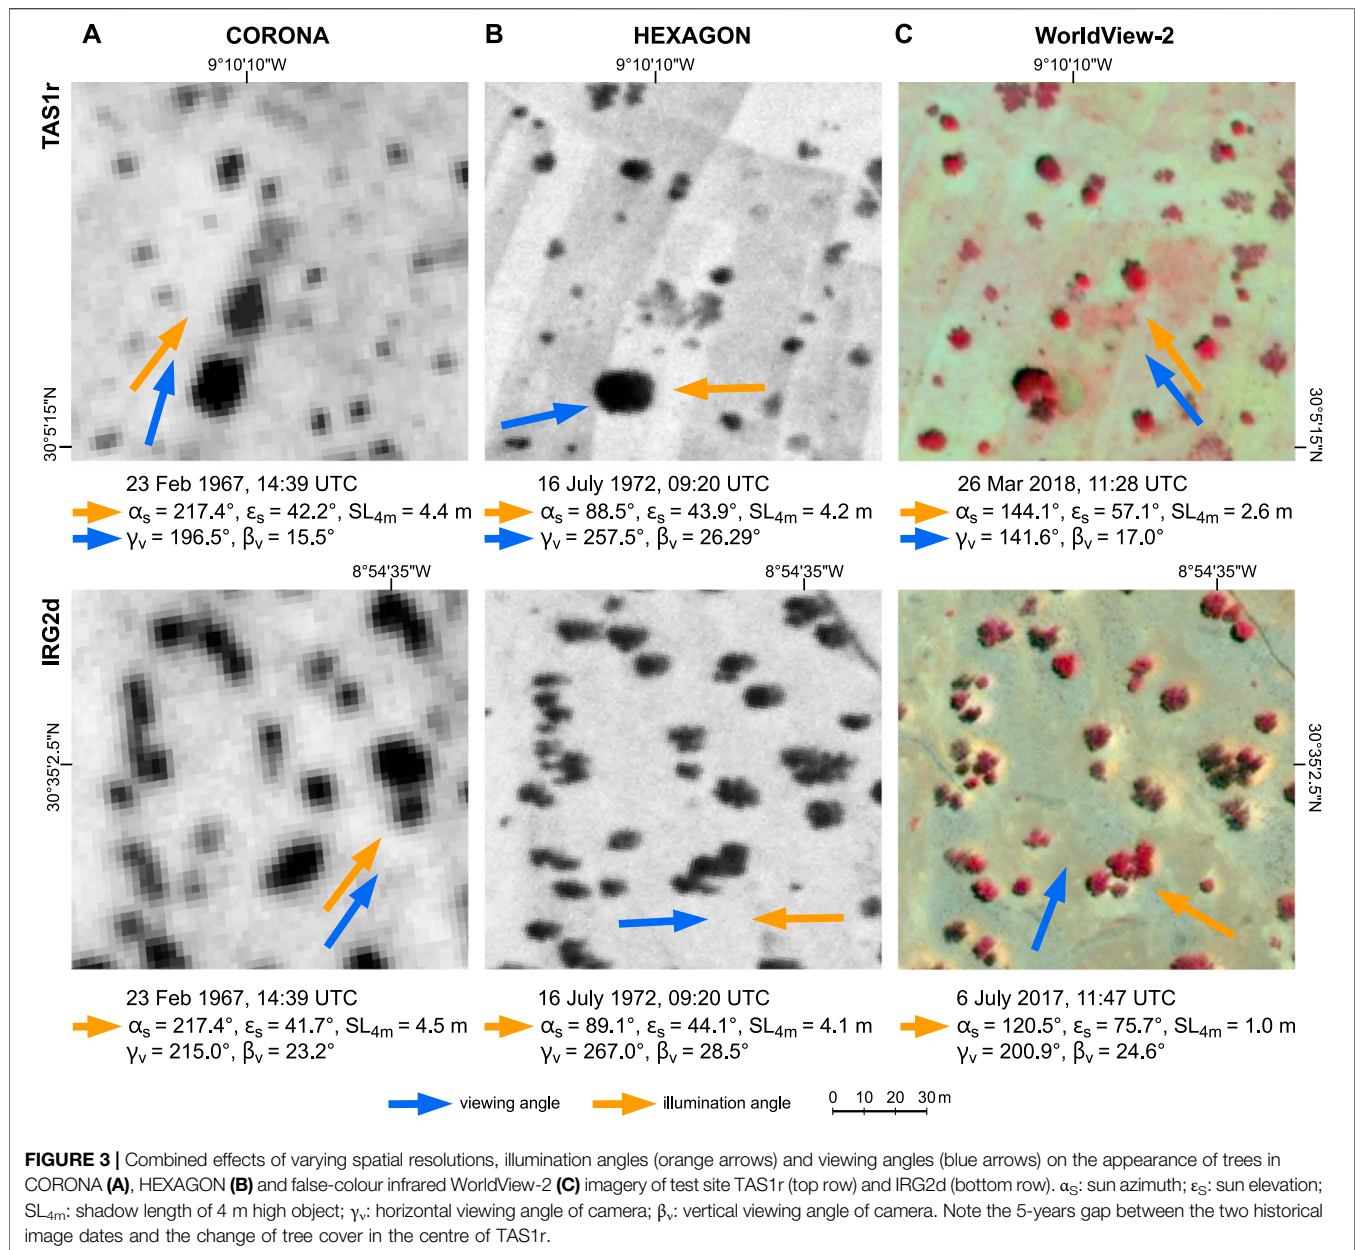 A CORONA B HEXAGON C WorldView-2
9°10'10"W 9°10'10"W 9°10'10"W
TAS1r
30°5'15"N 30°5'15"N
23 Feb 1967, 14:39 UTC 16 July 1972, 09:20 UTC 26 Mar 2018, 11:28 UTC
αs = 217.4°, εs = 42.2°, SL4m = 4.4 m αs = 88.5°, εs = 43.9°, SL4m = 4.2 m αs = 144.1°, εs = 57.1°, SL4m = 2.6 m
γv = 196.5°, βv = 15.5° γv = 257.5°, βv = 26.29° γv = 141.6°, βv = 17.0°
8°54'35"W 8°54'35"W 8°54'35"W
IRG2d
30°35'2.5"N 30°35'2.5"N
23 Feb 1967, 14:39 UTC 16 July 1972, 09:20 UTC 6 July 2017, 11:47 UTC
αs = 217.4°, εs = 41.7°, SL4m = 4.5 m αs = 89.1°, εs = 44.1°, SL4m = 4.1 m αs = 120.5°, εs = 75.7°, SL4m = 1.0 m
γv = 215.0°, βv = 23.2° γv = 267.0°, βv = 28.5° γv = 200.9°, βv = 24.6°
viewing angle illumination angle 0 10 20 30 m
FIGURE 3 | Combined effects of varying spatial resolutions, illumination angles (orange arrows) and viewing angles (blue arrows) on the appearance of trees in
CORONA (A), HEXAGON (B) and false-colour infrared WorldView-2 (C) imagery of test site TAS1r (top row) and IRG2d (bottom row). αS: sun azimuth; εS: sun elevation;
SL4m: shadow length of 4 m high object; γv: horizontal viewing angle of camera; βv: vertical viewing angle of camera. Note the 5-years gap between the two historical
image dates and the change of tree cover in the centre of TAS1r.